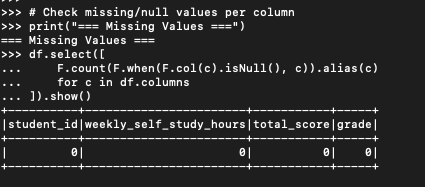 >>> # Check missing/null values per column
>>> print("=== Missing Values ===")
=== Missing Values ===
>>> df.select([
...     F.count(F.when(F.col(c).isNull(), c)).alias(c)
...     for c in df.columns
... ]).show()
+----------+-----------------------+-----------+-----+
|student_id|weekly_self_study_hours|total_score|grade|
+----------+-----------------------+-----------+-----+
|         0|                      0|          0|    0|
+----------+-----------------------+-----------+-----+